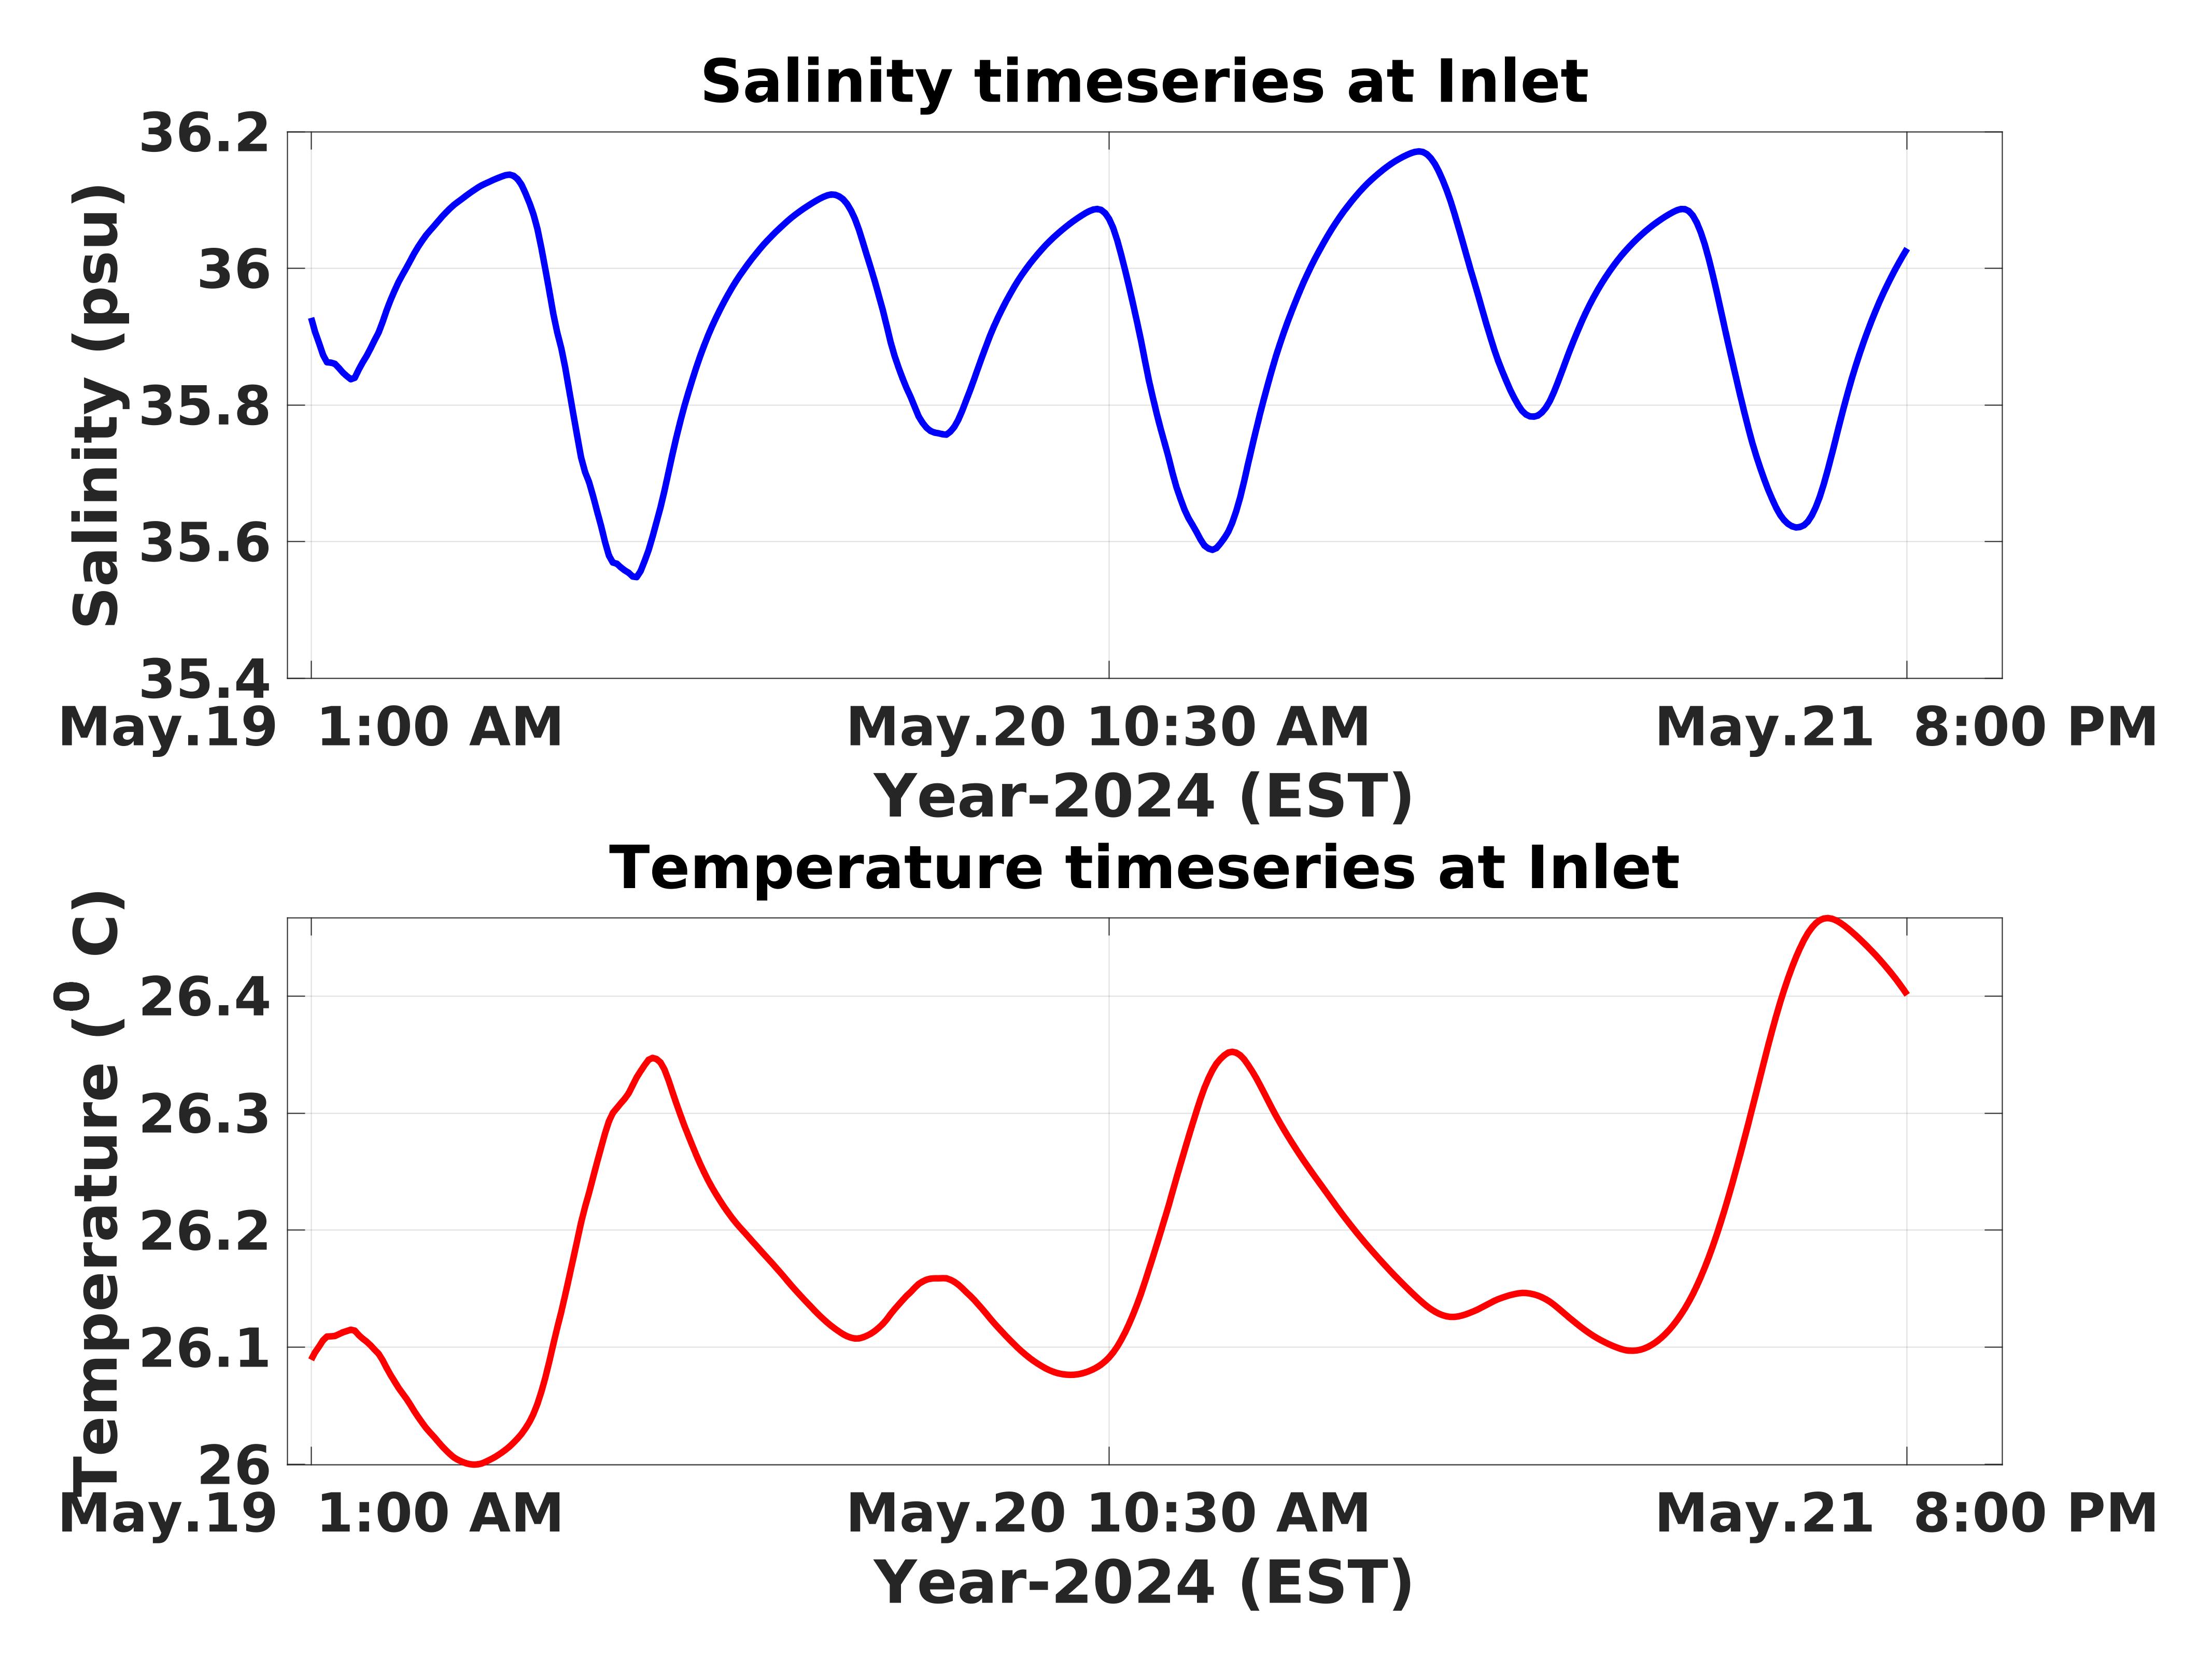 Salinity timeseries at Inlet
Salinity (psu)
36.2
36
35.8
35.6
35.4
May.19  1:00 AM
May.20 10:30 AM
May.21  8:00 PM
Year-2024 (EST)
Temperature timeseries at Inlet
Temperature (⁰ C)
26.4
26.3
26.2
26.1
26
May.19  1:00 AM
May.20 10:30 AM
May.21  8:00 PM
Year-2024 (EST)